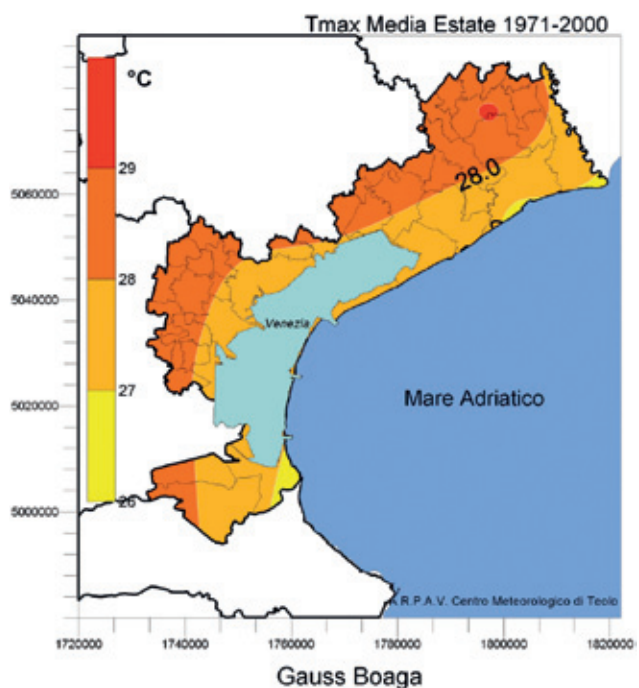 Tmax Media Estate 1971-2000
°C
29
28
27
26
28.0
Venezia
Mare Adriatico
A.R.P.A.V. Centro Meteorologico di Teolo
5060000
5040000
5020000
5000000
1720000
1740000
1760000
1780000
1800000
1820000
Gauss Boaga